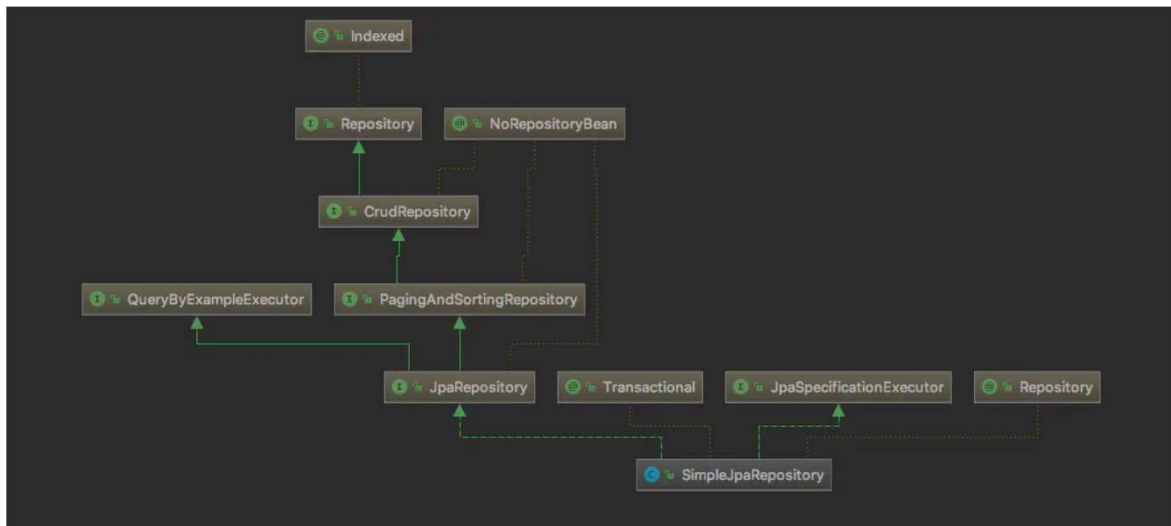 @ Indexed
I Repository
@ NoRepositoryBean
I CrudRepository
I QueryByExampleExecutor
I PagingAndSortingRepository
I JpaRepository
@ Transactional
I JpaSpecificationExecutor
@ Repository
C SimpleJpaRepository